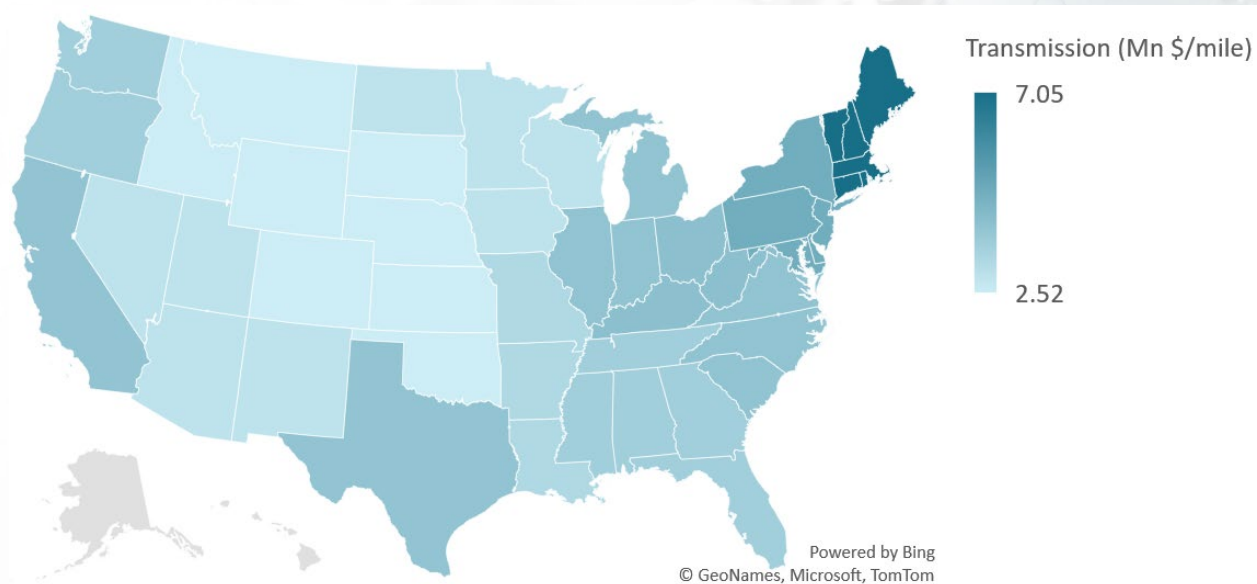 Transmission (Mn $/mile)
7.05
2.52
Powered by Bing
© GeoNames, Microsoft, TomTom